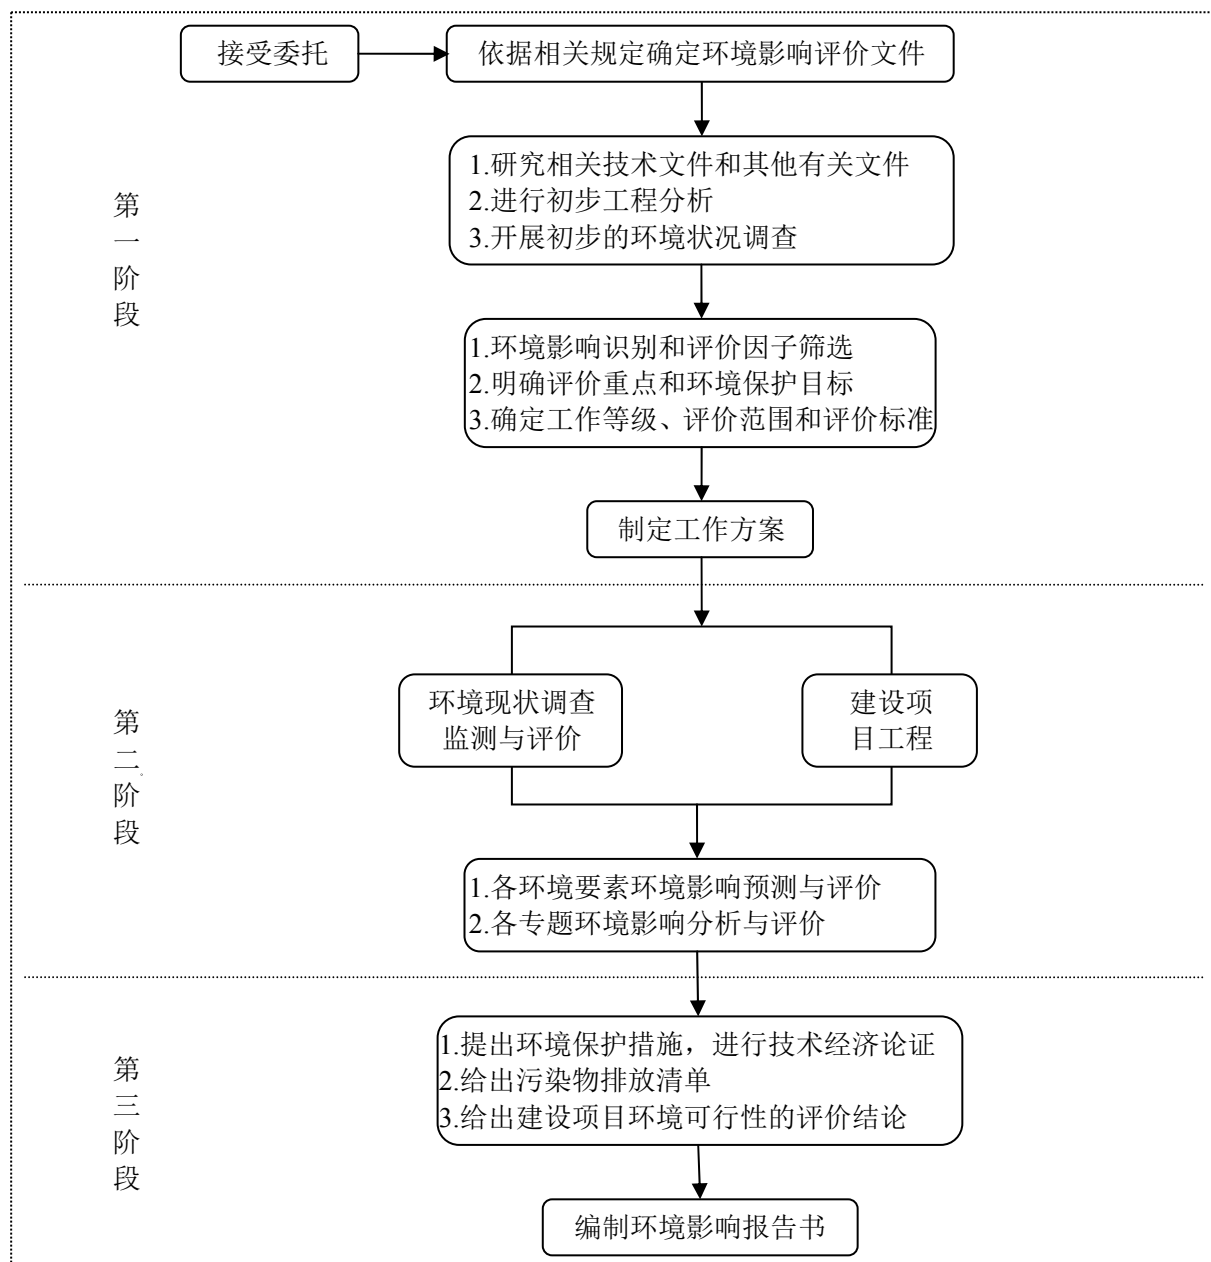 接受委托
依据相关规定确定环境影响评价文件
第一阶段
1.研究相关技术文件和其他有关文件
2.进行初步工程分析
3.开展初步的环境状况调查
1.环境影响识别和评价因子筛选
2.明确评价重点和环境保护目标
3.确定工作等级、评价范围和评价标准
制定工作方案
第二阶段
环境现状调查
监测与评价
建设项
目工程
1.各环境要素环境影响预测与评价
2.各专题环境影响分析与评价
第三阶段
1.提出环境保护措施，进行技术经济论证
2.给出污染物排放清单
3.给出建设项目环境可行性的评价结论
编制环境影响报告书